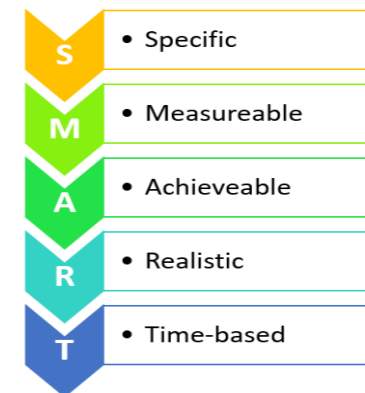 S • Specific
M • Measureable
A • Achieveable
R • Realistic
T • Time-based